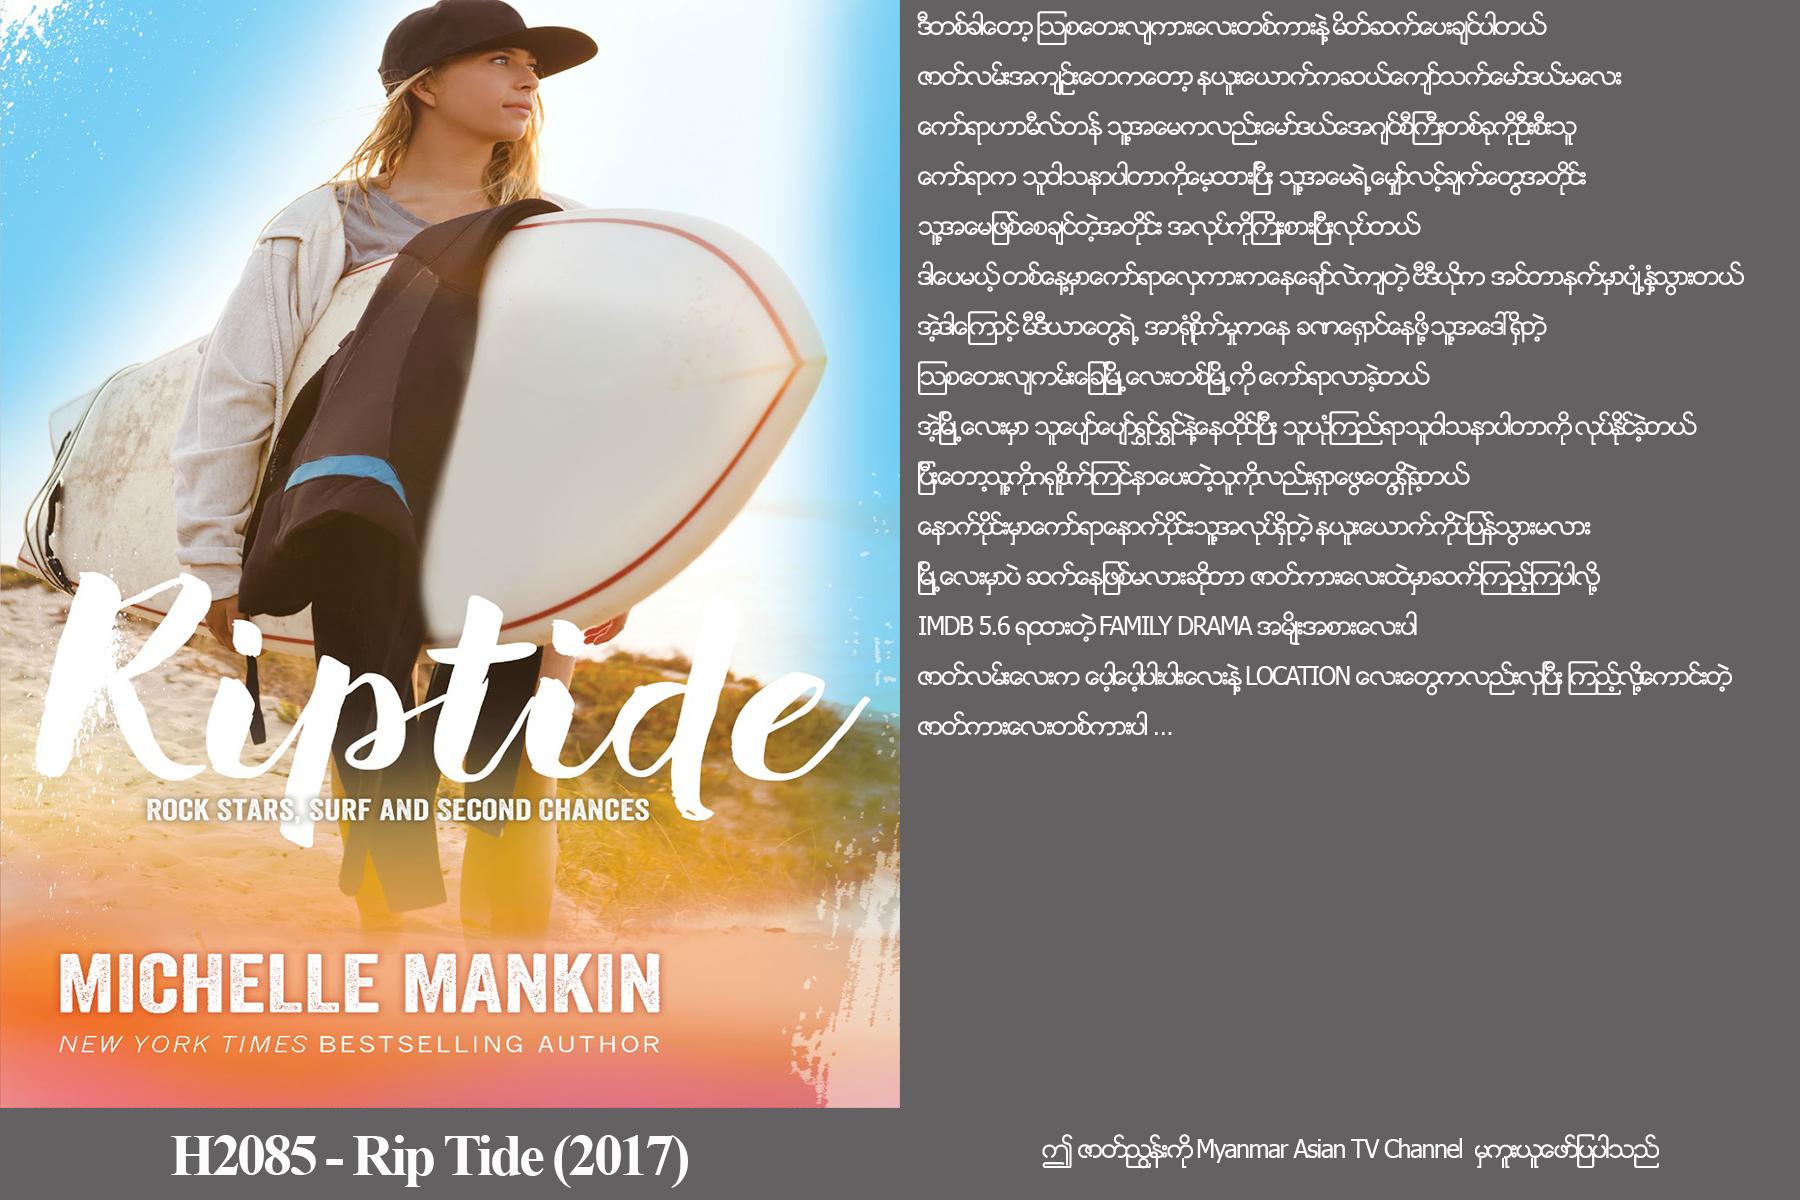 Riptide
ROCK STARS, SURF AND SECOND CHANCES
MICHELLE MANKIN
NEW YORK TIMES BESTSELLING AUTHOR
H2085 - Rip Tide (2017)
ဒီတစ်ခါတော့ ဩစတေးလျကားလေးတစ်ကားနဲ့ မိတ်ဆက်ပေးချင်ပါတယ်
ဇာတ်လမ်းအကျဉ်းတေကတော့ နယူးယောက်ကဆယ်ကျော်သက်မော်ဒယ်မလေး
ကော်ရာဟာမီလ်တန် သူ့အမေကလည်းမော်ဒယ်အေဂျင်စီကြီးတစ်ခုကိုဦးစီးသူ
ကော်ရာက သူဝါသနာပါတာကိုမေ့ထားပြီး သူ့အမေရဲ့မျှော်လင့်ချက်တွေအတိုင်း
သူ့အမေဖြစ်စေချင်တဲ့အတိုင်း အလုပ်ကိုကြိုးစားပြီးလုပ်တယ်
ဒါပေမယ့် တစ်နေ့မှာကော်ရာလှေကားကနေချော်လဲကျတဲ့ ဗီဒီယိုက အင်တာနက်မှာပျံ့နှံ့သွားတယ်
အဲ့ဒါကြောင့် မီဒီယာတွေရဲ့ အာရုံစိုက်မှုကနေ ခဏရှောင်နေဖို့ သူ့အဒေါ်ရှိတဲ့
ဩစတေးလျကမ်းခြေမြို့လေးတစ်မြို့ကို ကော်ရာလာခဲ့တယ်
အဲ့မြို့လေးမှာ သူပျော်ပျော်ရွှင်ရွှင်နဲ့နေထိုင်ပြီး သူယုံကြည်ရာသူဝါသနာပါတာကို လုပ်နိုင်ခဲ့တယ်
ပြီးတော့သူ့ကိုဂရုစိုက်ကြင်နာပေးတဲ့သူကိုလည်းရှာဖွေတွေ့ရှိခဲ့တယ်
နောက်ပိုင်းမှာကော်ရာနောက်ပိုင်းသူ့အလုပ်ရှိတဲ့ နယူးယောက်ကိုပဲပြန်သွားမလား
မြို့လေးမှာပဲ ဆက်နေဖြစ်မလားဆိုတာ ဇာတ်ကားလေးထဲမှာဆက်ကြည့်ကြပါလို့
IMDB 5.6 ရထားတဲ့ FAMILY DRAMA အမျိုးအစားလေးပါ
ဇာတ်လမ်းလေးက ပေါ့ပေါ့ပါးပါးလေးနဲ့ LOCATION လေးတွေကလည်းလှပြီး ကြည့်လို့ကောင်းတဲ့
ဇာတ်ကားလေးတစ်ကားပါ ...
ဤ ဇာတ်ညွှန်းကို Myanmar Asian TV Channel မှကူးယူဖော်ပြပါသည်